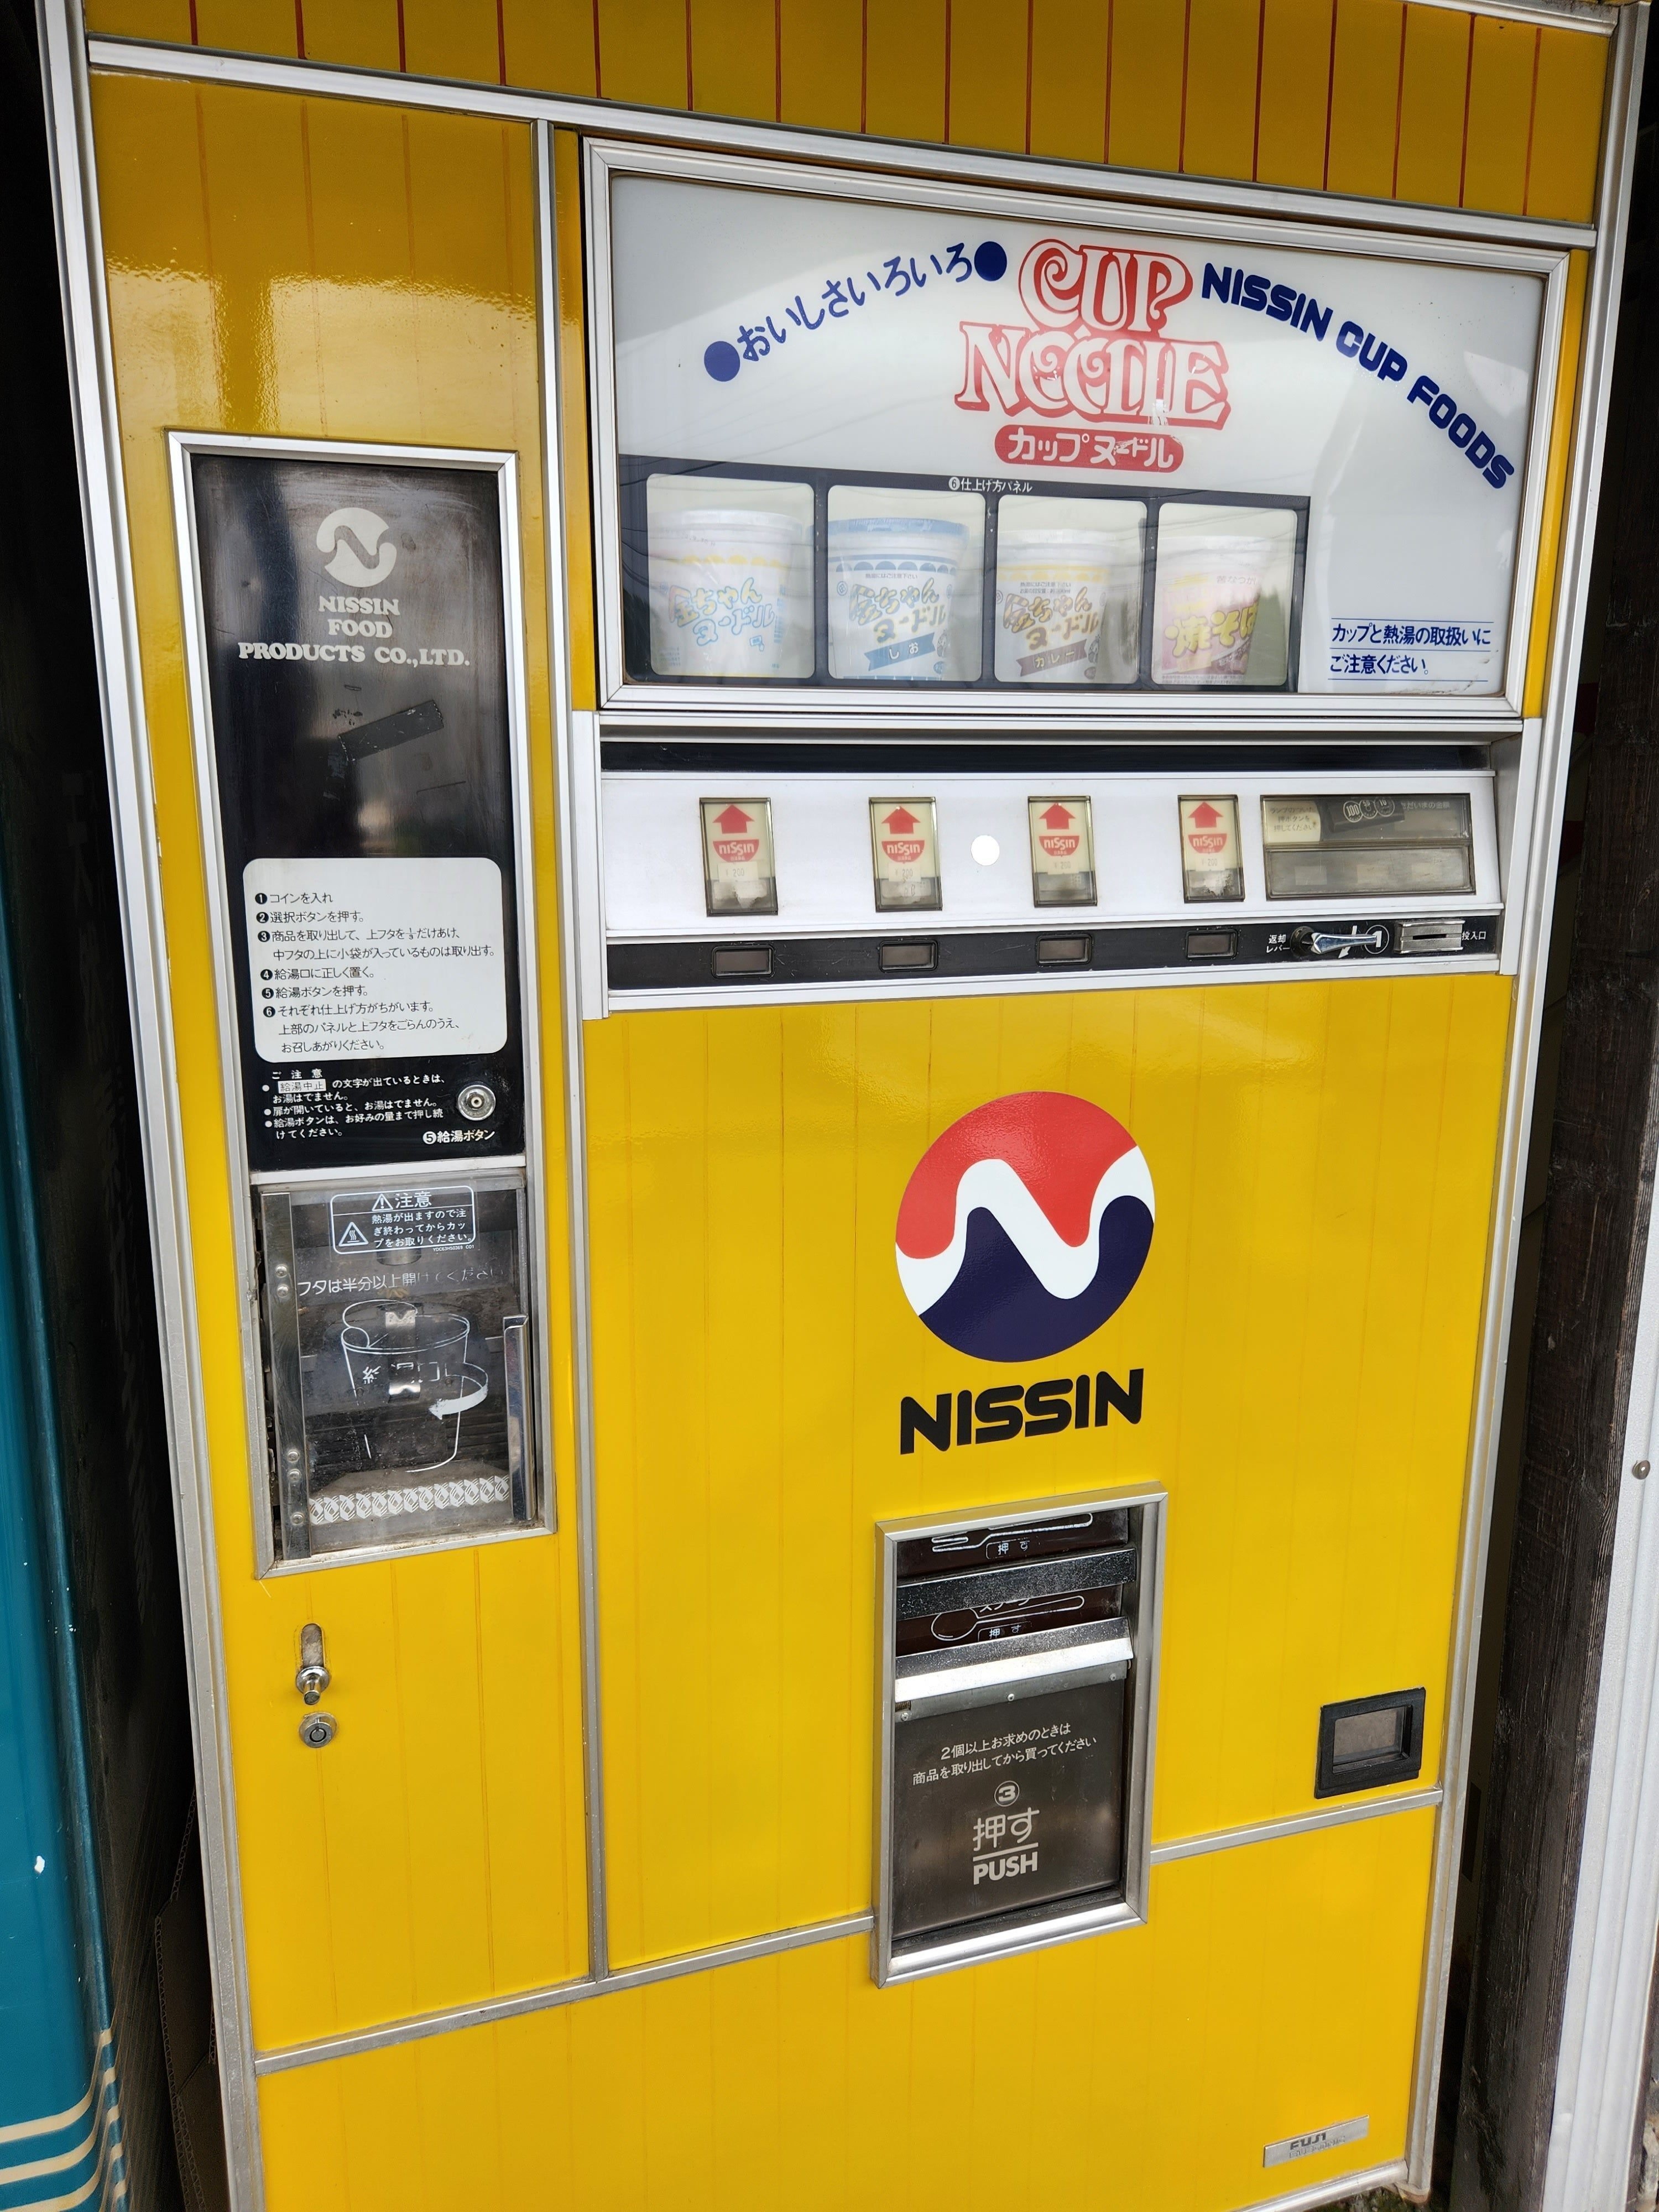 ●おいしさいろいろ●
CUP NOODLE
カップヌードル
NISSIN CUP FOODS
❻仕上げ方パネル
金ちゃん
ヌードル
金ちゃん
ヌードル
しお
金ちゃん
ヌードル
カレー
焼そば
カップと熱湯の取扱いに
ご注意ください。
NISSIN
FOOD
PRODUCTS CO.,LTD.
nissin
¥200
nissin
¥200
nissin
¥200
nissin
¥200
100 50 10
返却
レバー
投入口
❶コインを入れ
❷選択ボタンを押す。
❸商品を取り出して、上フタを⅓だけあけ、
中フタの上に小袋が入っているものは取り出す。
❹給湯口に正しく置く。
❺給湯ボタンを押す。
❻それぞれ仕上げ方がちがいます。
上部のパネルと上フタをごらんのうえ、
お召しあがりください。
ご注意
●給湯中止の文字が出ているときは、
お湯はでません。
●扉が開いていると、お湯はでません。
●給湯ボタンは、お好みの量まで押し続
けてください。
❺給湯ボタン
⚠注意
熱湯が出ますので注
ぎ終わってからカッ
プをお取りください。
フタは半分以上開けてください
NISSIN
押す
押す
2個以上お求めのときは
商品を取り出してから買ってください
③
押す
PUSH
FUJI